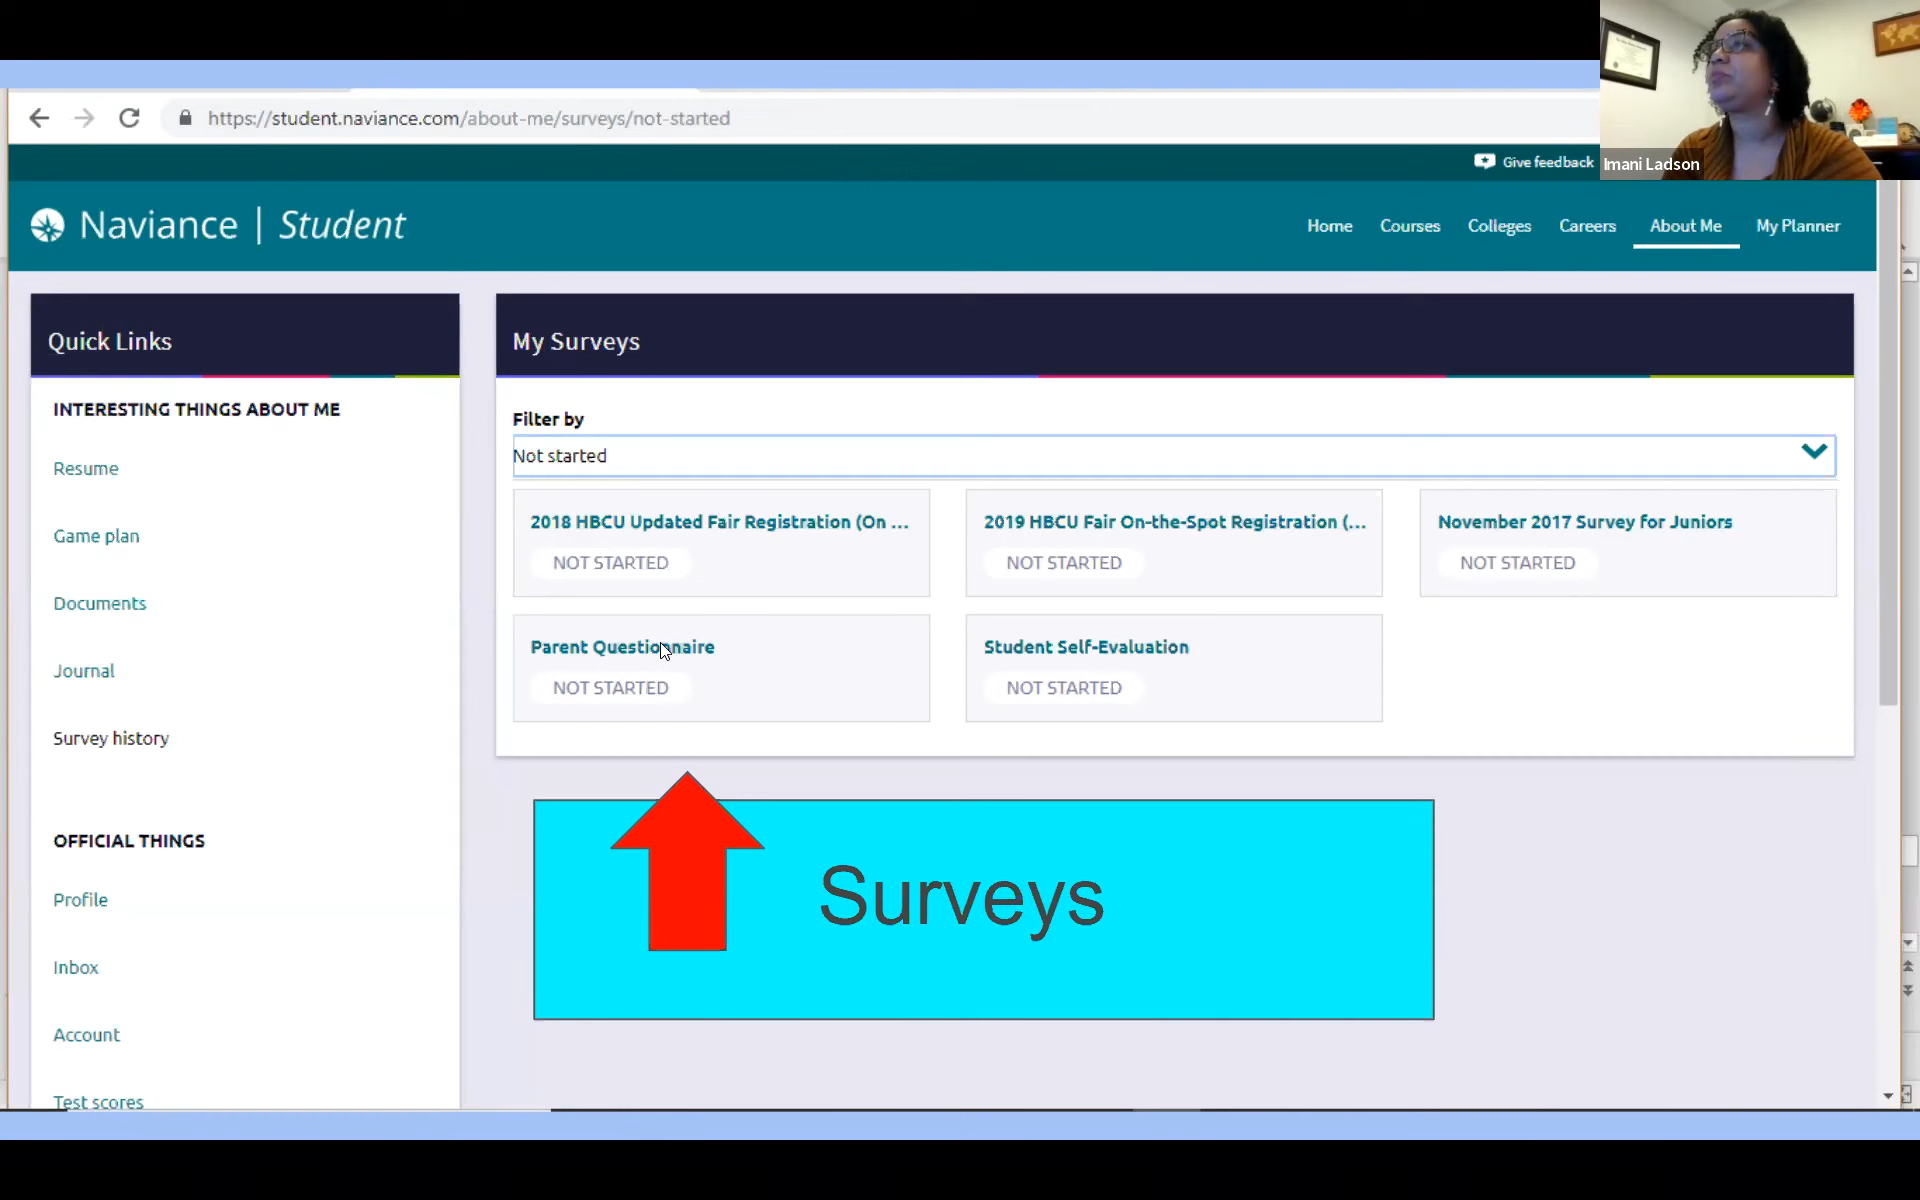 https://student.naviance.com/about-me/surveys/not-started
Give feedback
Imani Ladson
Naviance | Student
Home Courses Colleges Careers About Me My Planner
Quick Links
INTERESTING THINGS ABOUT ME
Resume
Game plan
Documents
Journal
Survey history
OFFICIAL THINGS
Profile
Inbox
Account
Test scores
My Surveys
Filter by
Not started
2018 HBCU Updated Fair Registration (On ...
NOT STARTED
2019 HBCU Fair On-the-Spot Registration (...
NOT STARTED
November 2017 Survey for Juniors
NOT STARTED
Parent Questionnaire
NOT STARTED
Student Self-Evaluation
NOT STARTED
Surveys